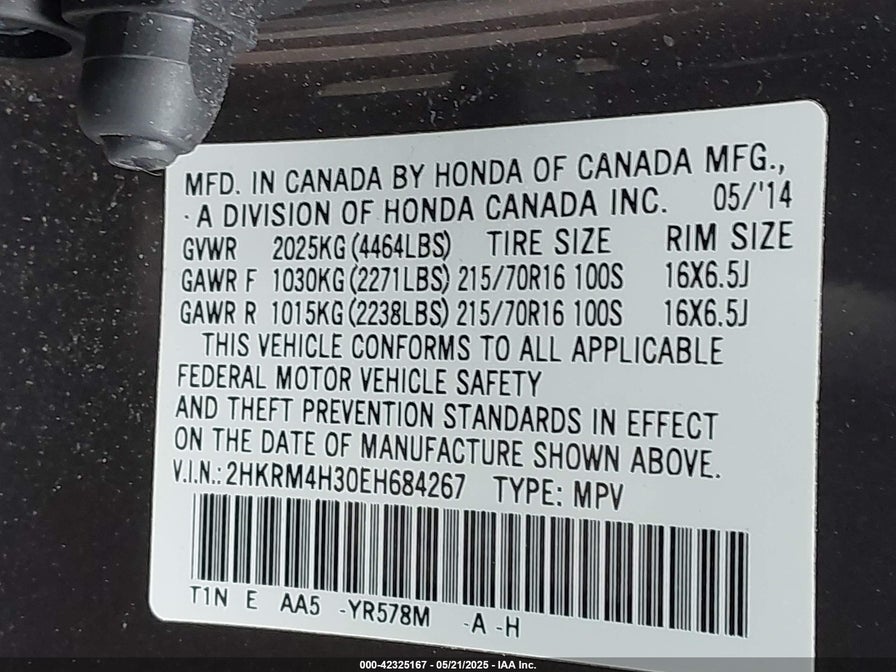 MFD. IN CANADA BY HONDA OF CANADA MFG.,
A DIVISION OF HONDA CANADA INC. 05/'14
GVWR 2025KG (4464LBS) TIRE SIZE RIM SIZE
GAWR F 1030KG (2271LBS) 215/70R16 100S 16X6.5J
GAWR R 1015KG (2238LBS) 215/70R16 100S 16X6.5J
THIS VEHICLE CONFORMS TO ALL APPLICABLE
FEDERAL MOTOR VEHICLE SAFETY
AND THEFT PREVENTION STANDARDS IN EFFECT
ON THE DATE OF MANUFACTURE SHOWN ABOVE.
V.I.N.: 2HKRM4H30EH684267 TYPE: MPV
T1N E AA5 -YR578M -A -H
000-42325167 - 05/21/2025 - IAA Inc.